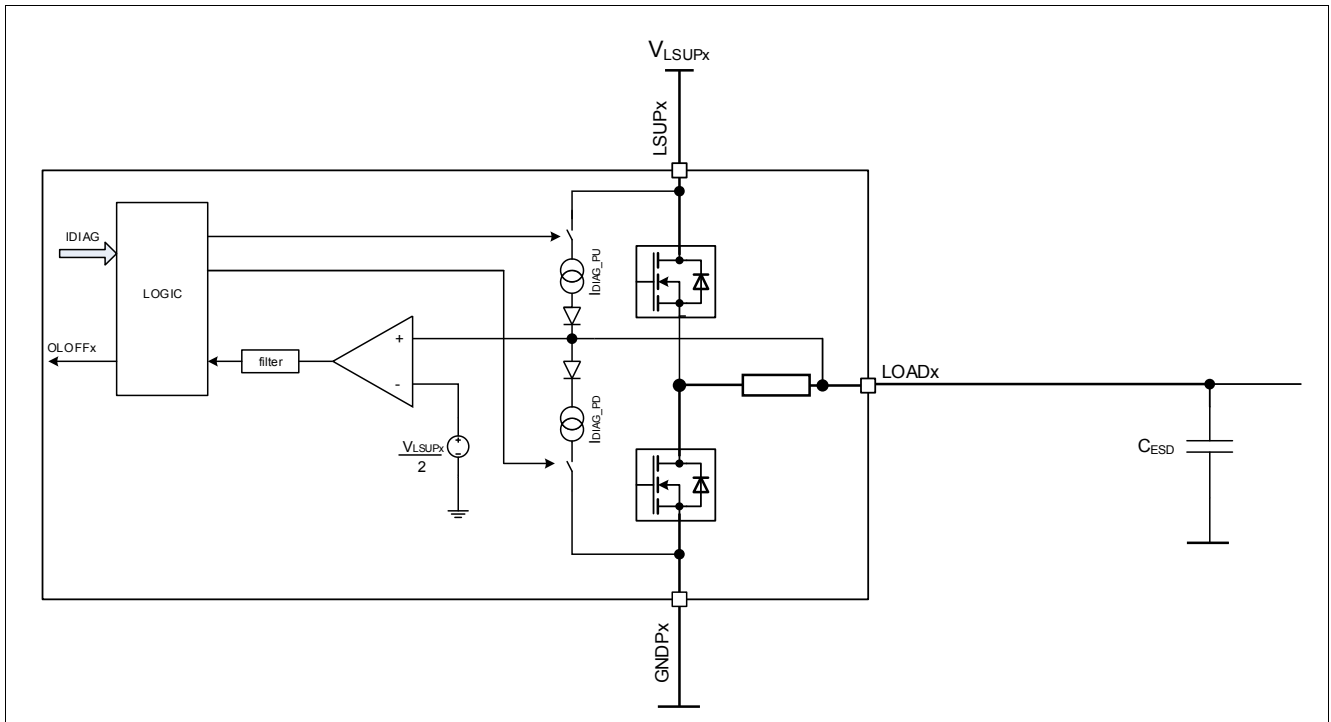 VLSUPx
LSUPx
IDIAG
LOGIC
IDIAG_PU
+
OLOFFx
filter
-
LOADx
IDIAG_PD
VLSUPx
2
+
-
CESD
GNDPx